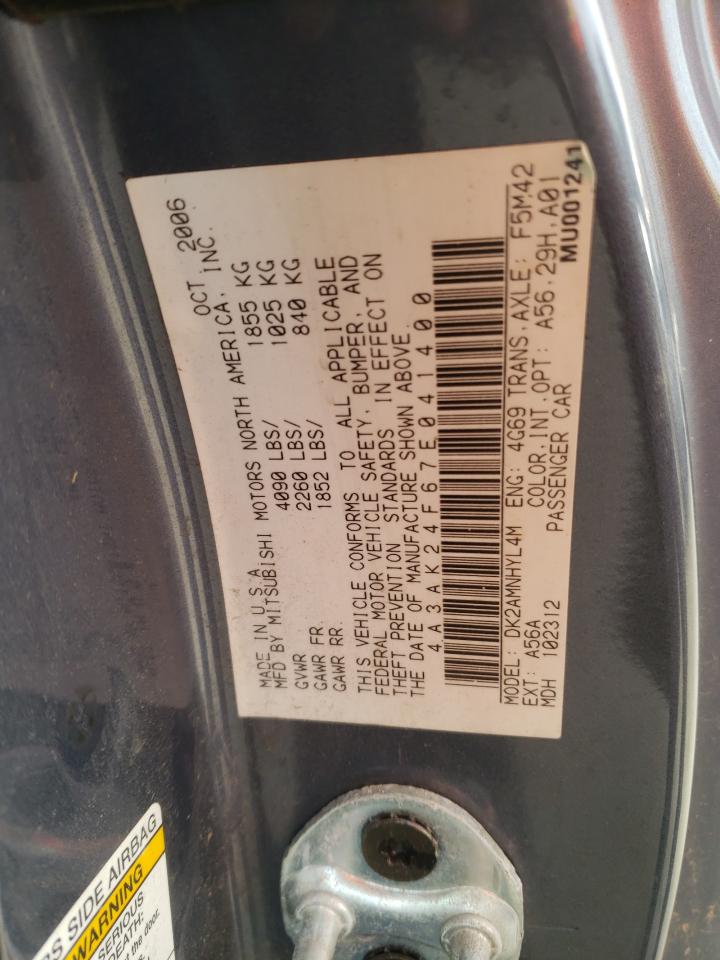 MADE IN U S A OCT. 2006
MFD BY MITSUBISHI MOTORS NORTH AMERICA, INC.
GVWR 4090 LBS/ 1855 KG
GAWR FR. 2260 LBS/ 1025 KG
GAWR RR. 1852 LBS/ 840 KG
THIS VEHICLE CONFORMS TO ALL APPLICABLE
FEDERAL MOTOR VEHICLE SAFETY, BUMPER, AND
THEFT PREVENTION STANDARDS IN EFFECT ON
THE DATE OF MANUFACTURE SHOWN ABOVE.
4A3AK24F67E041400
MODEL: DK2AMNHYL4M ENG: 4G69 TRANS,AXLE: F5M42
EXT: A56A COLOR,INT,OPT: A56,29H,A01
MDH 102312 PASSENGER CAR MU001241
SIDE AIRBAG
WARNING
SERIOUS
DEATH:
the door.